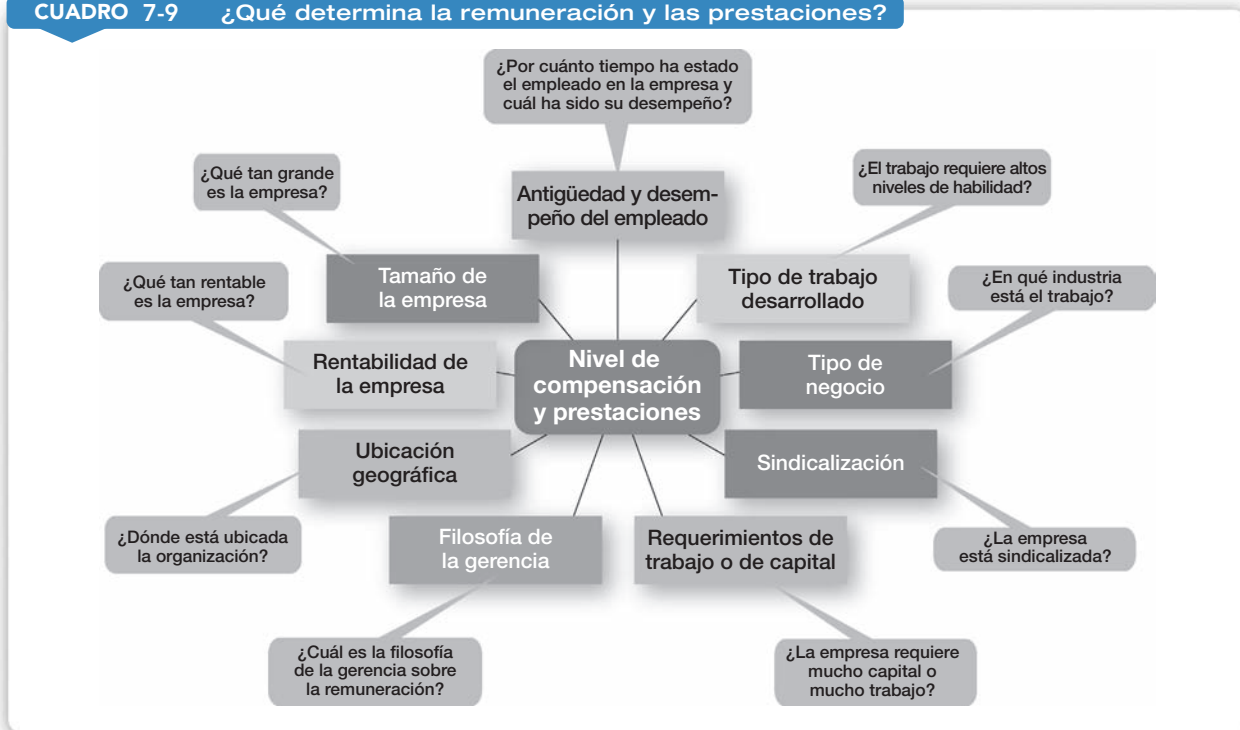 CUADRO 7-9 ¿Qué determina la remuneración y las prestaciones?
¿Por cuánto tiempo ha estado
el empleado en la empresa y
cuál ha sido su desempeño?
Antigüedad y desem-
peño del empleado
¿Qué tan grande
es la empresa?
Tamaño de
la empresa
¿El trabajo requiere altos
niveles de habilidad?
Tipo de trabajo
desarrollado
¿Qué tan rentable
es la empresa?
Rentabilidad de
la empresa
Nivel de
compensación
y prestaciones
¿En qué industria
está el trabajo?
Tipo de
negocio
Ubicación
geográfica
¿Dónde está ubicada
la organización?
Sindicalización
¿La empresa
está sindicalizada?
Filosofía de
la gerencia
¿Cuál es la filosofía
de la gerencia sobre
la remuneración?
Requerimientos de
trabajo o de capital
¿La empresa requiere
mucho capital o
mucho trabajo?